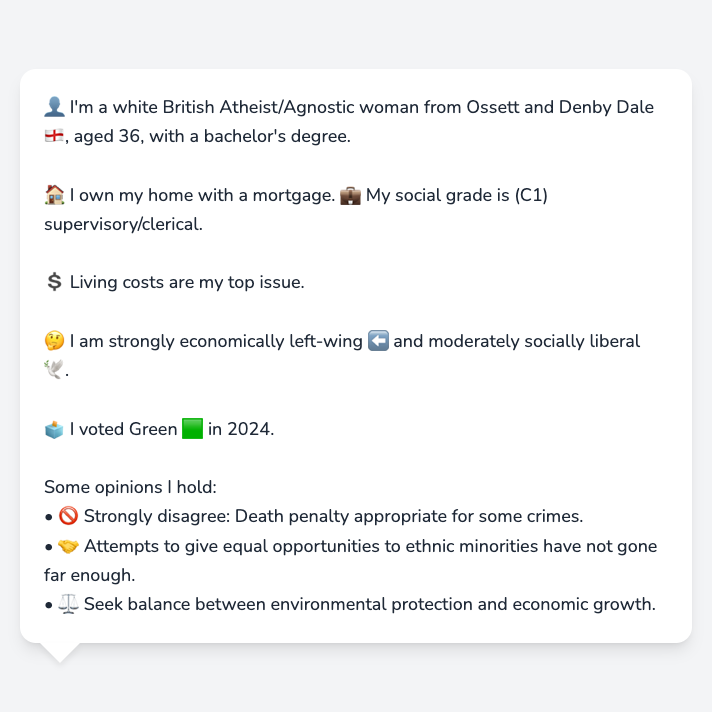 👤 I'm a white British Atheist/Agnostic woman from Ossett and Denby Dale
🏴󠁧󠁢󠁥󠁮󠁧󠁿, aged 36, with a bachelor's degree.
🏠 I own my home with a mortgage. 💼 My social grade is (C1)
supervisory/clerical.
💲 Living costs are my top issue.
🤔 I am strongly economically left-wing ⬅️ and moderately socially liberal
🕊️.
🗳️ I voted Green 🟩 in 2024.
Some opinions I hold:
• 🚫 Strongly disagree: Death penalty appropriate for some crimes.
• 🤝 Attempts to give equal opportunities to ethnic minorities have not gone
far enough.
• ⚖️ Seek balance between environmental protection and economic growth.